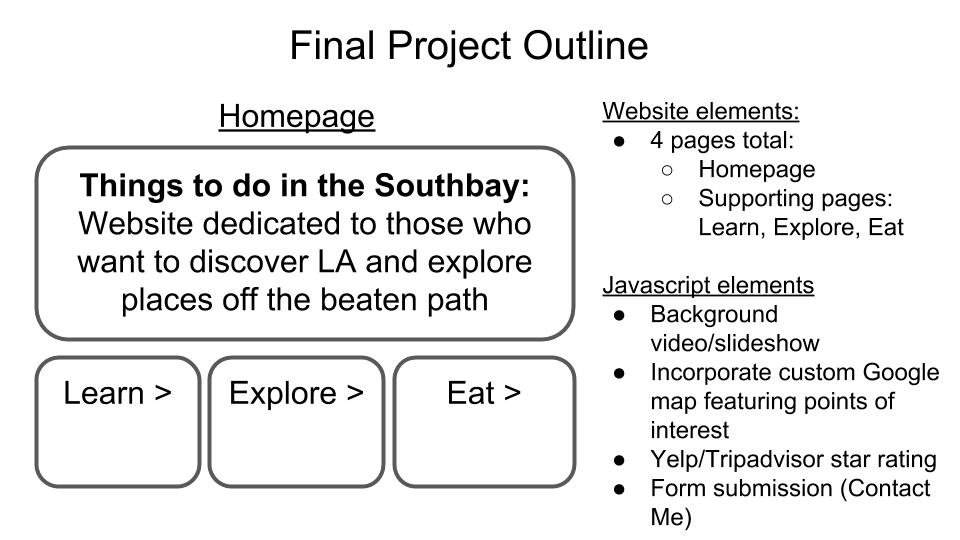 Final Project Outline
Homepage
Things to do in the Southbay:
Website dedicated to those who
want to discover LA and explore
places off the beaten path
Learn >
Explore >
Eat >
Website elements:
● 4 pages total:
○ Homepage
○ Supporting pages:
Learn, Explore, Eat
Javascript elements
● Background
video/slideshow
● Incorporate custom Google
map featuring points of
interest
● Yelp/Tripadvisor star rating
● Form submission (Contact
Me)